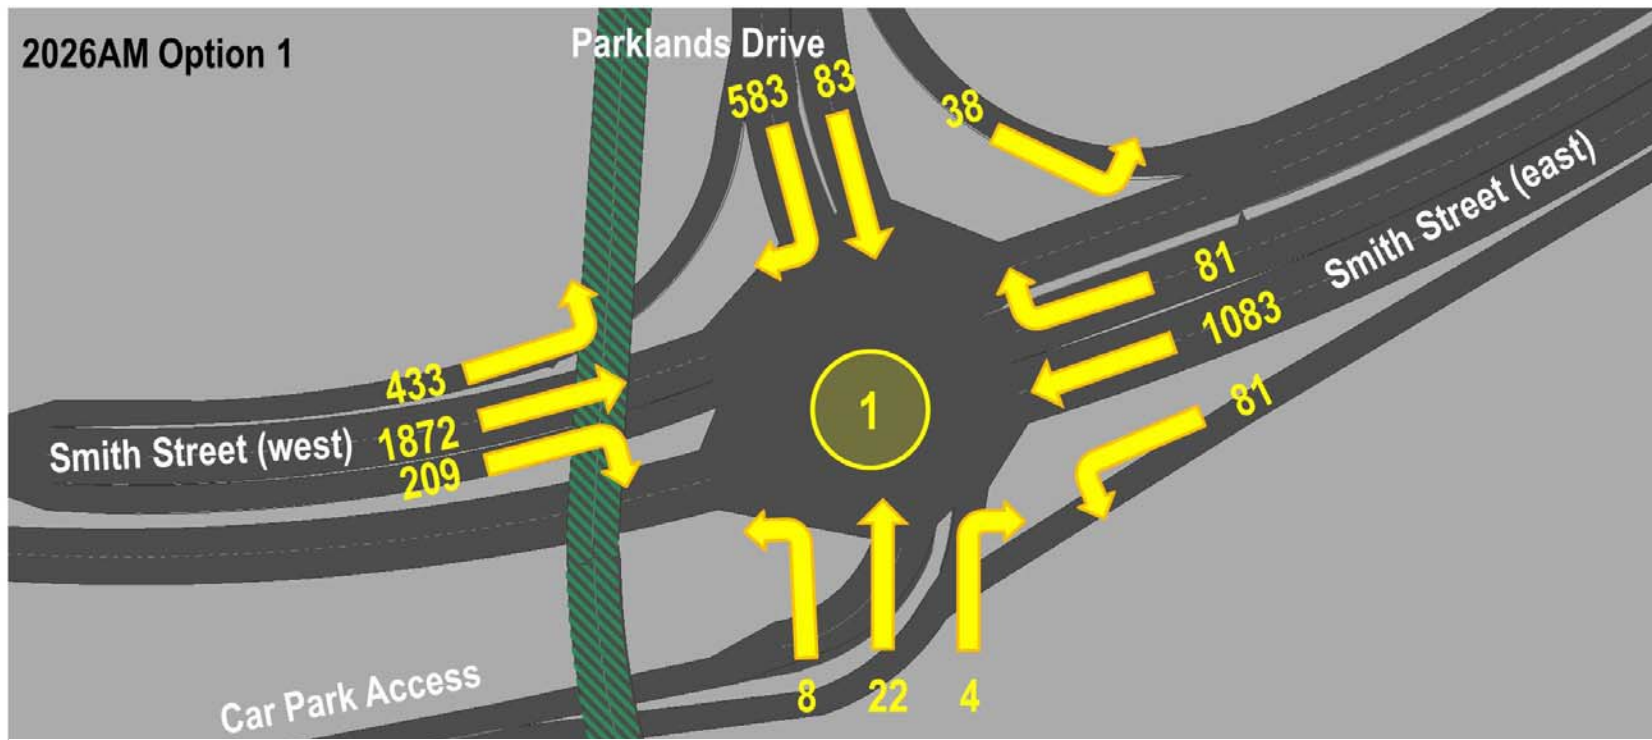 2026AM Option 1
Parklands Drive
583
83
38
81
1083
Smith Street (east)
81
433
Smith Street (west)
1872
209
1
8
22
4
Car Park Access